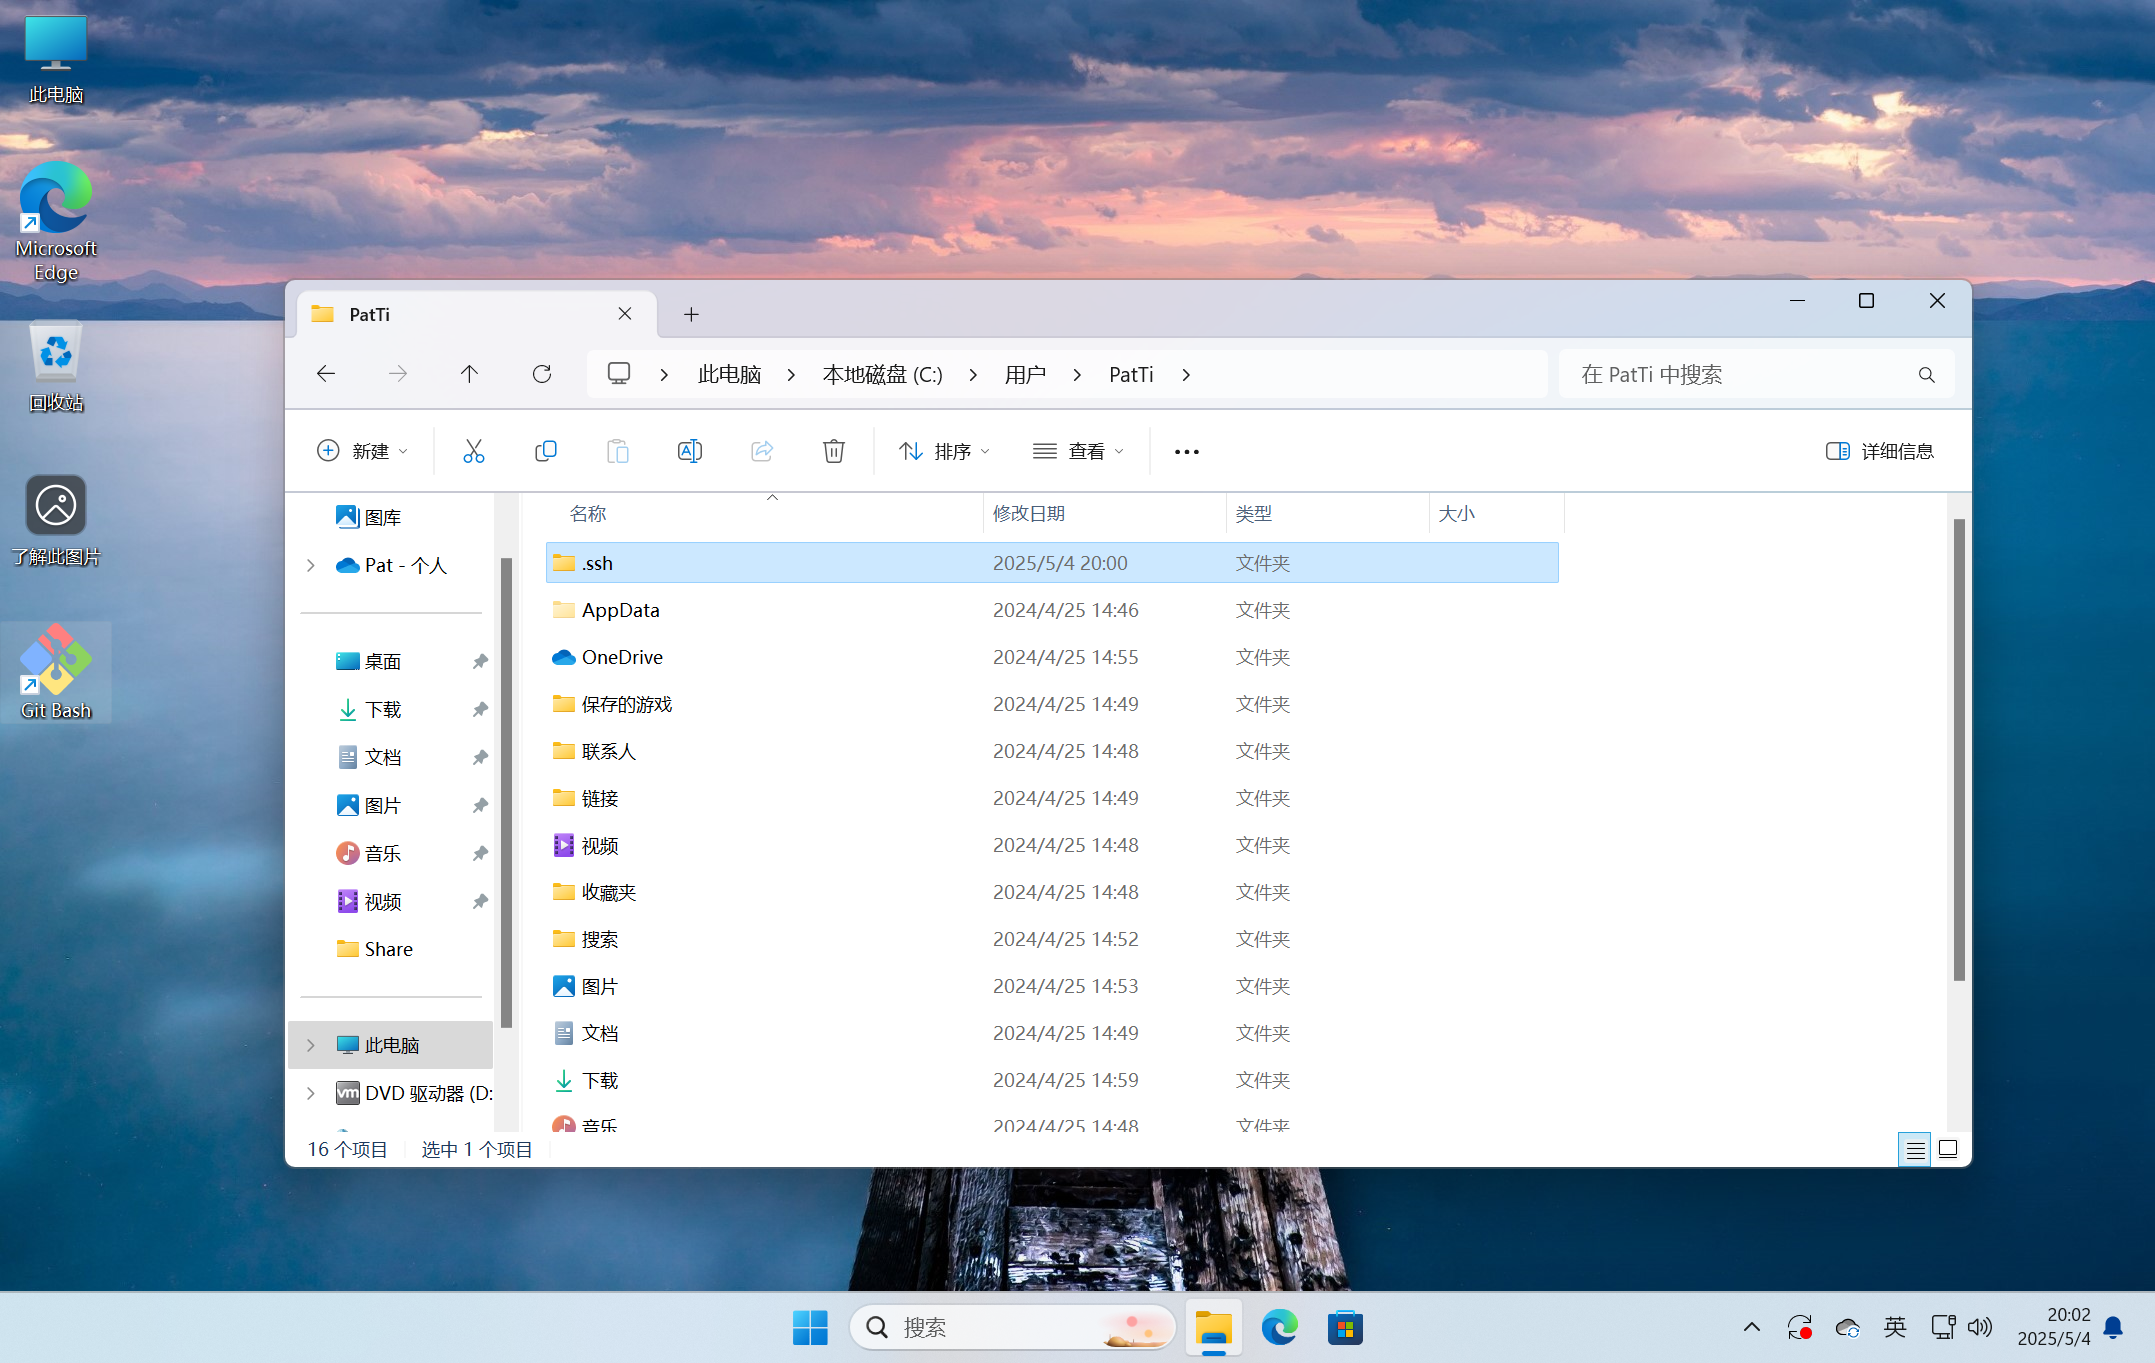 此电脑
Microsoft
Edge
回收站
了解此图片
Git Bash
PatTi
此电脑 本地磁盘 (C:) 用户 PatTi
在 PatTi 中搜索
新建
排序
查看
详细信息
图库
Pat - 个人
桌面
下载
文档
图片
音乐
视频
Share
此电脑
vm DVD 驱动器 (D:
名称 修改日期 类型 大小
.ssh 2025/5/4 20:00 文件夹
AppData 2024/4/25 14:46 文件夹
OneDrive 2024/4/25 14:55 文件夹
保存的游戏 2024/4/25 14:49 文件夹
联系人 2024/4/25 14:48 文件夹
链接 2024/4/25 14:49 文件夹
视频 2024/4/25 14:48 文件夹
收藏夹 2024/4/25 14:48 文件夹
搜索 2024/4/25 14:52 文件夹
图片 2024/4/25 14:53 文件夹
文档 2024/4/25 14:49 文件夹
下载 2024/4/25 14:59 文件夹
音乐 2024/4/25 14:48 文件夹
16 个项目 选中 1 个项目
搜索
英
20:02
2025/5/4